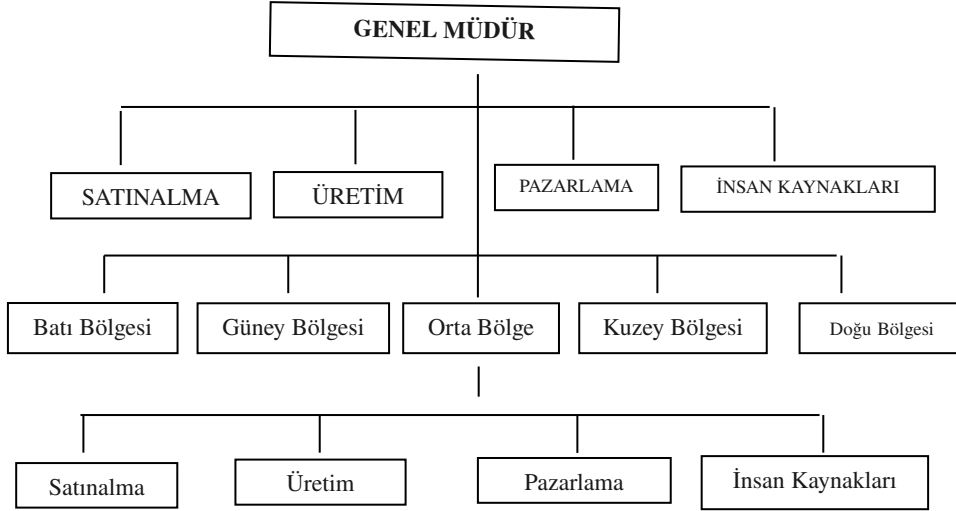 GENEL MÜDÜR
SATINALMA
ÜRETİM
PAZARLAMA
İNSAN KAYNAKLARI
Batı Bölgesi
Güney Bölgesi
Orta Bölge
Kuzey Bölgesi
Doğu Bölgesi
Satınalma
Üretim
Pazarlama
İnsan Kaynakları